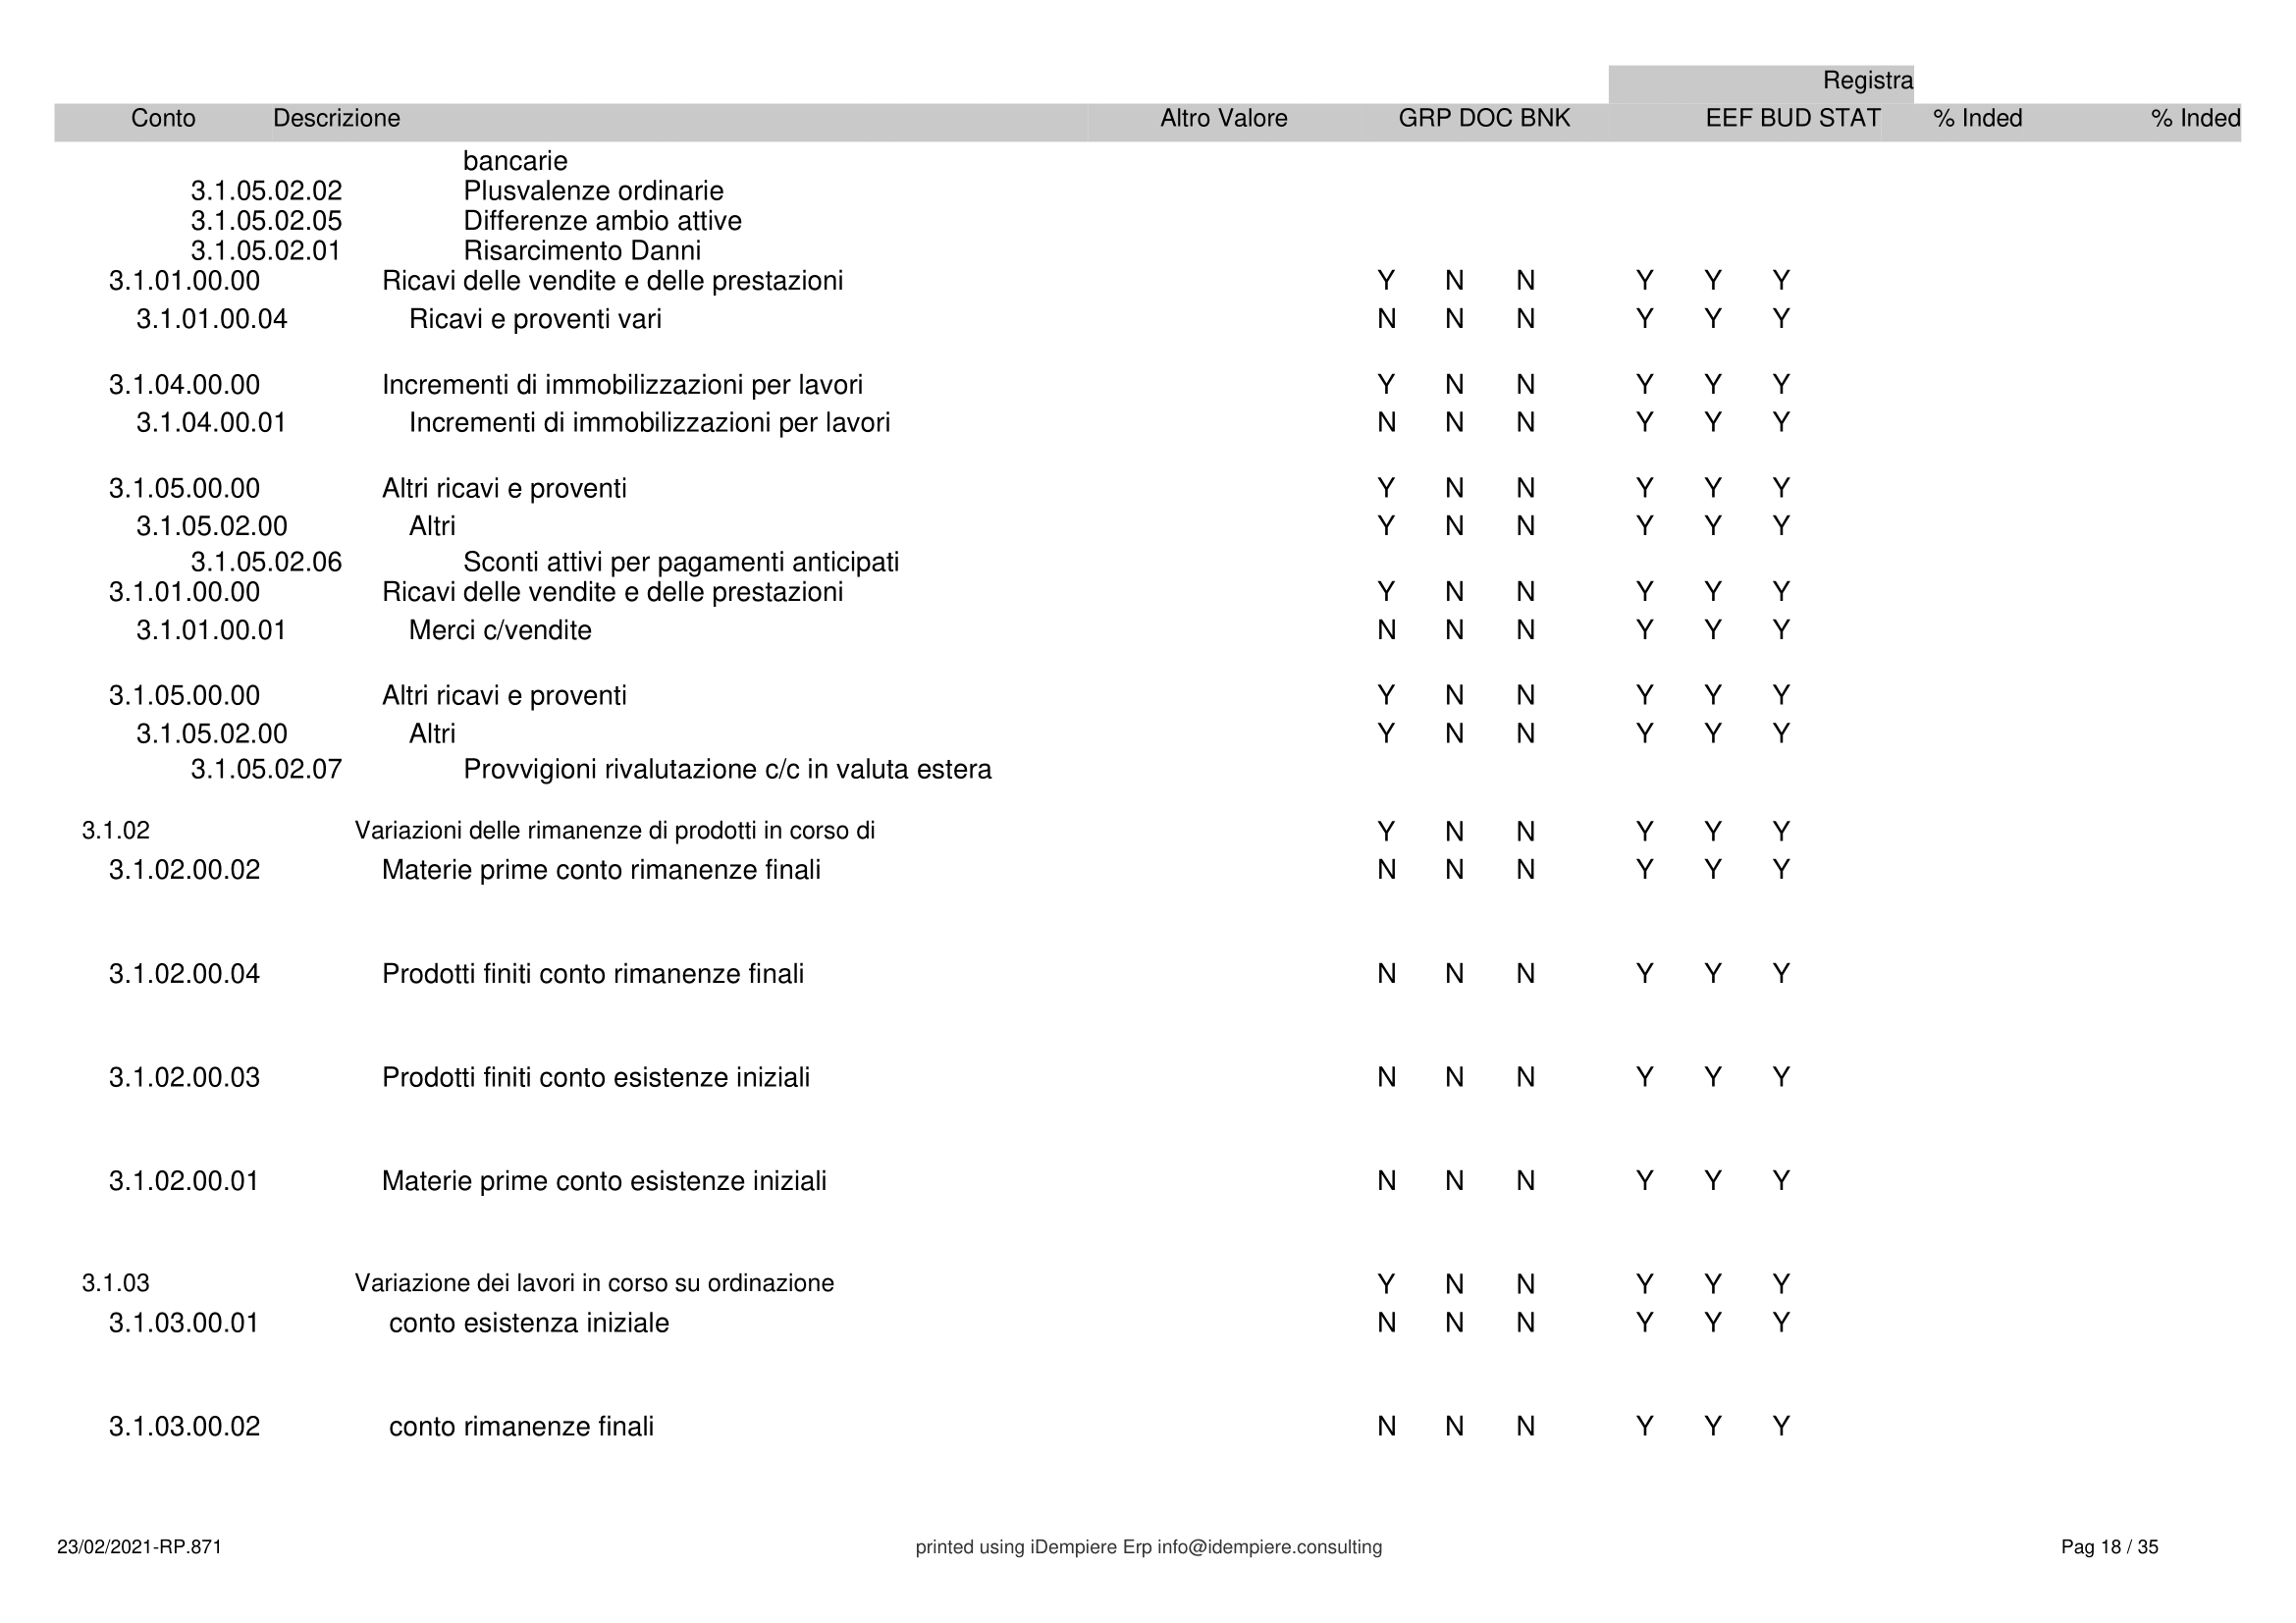 Registra
Conto Descrizione Altro Valore GRP DOC BNK EEF BUD STAT % Inded % Inded
bancarie
3.1.05.02.02 Plusvalenze ordinarie
3.1.05.02.05 Differenze ambio attive
3.1.05.02.01 Risarcimento Danni
3.1.01.00.00 Ricavi delle vendite e delle prestazioni Y N N Y Y Y
3.1.01.00.04 Ricavi e proventi vari N N N Y Y Y
3.1.04.00.00 Incrementi di immobilizzazioni per lavori Y N N Y Y Y
3.1.04.00.01 Incrementi di immobilizzazioni per lavori N N N Y Y Y
3.1.05.00.00 Altri ricavi e proventi Y N N Y Y Y
3.1.05.02.00 Altri Y N N Y Y Y
3.1.05.02.06 Sconti attivi per pagamenti anticipati
3.1.01.00.00 Ricavi delle vendite e delle prestazioni Y N N Y Y Y
3.1.01.00.01 Merci c/vendite N N N Y Y Y
3.1.05.00.00 Altri ricavi e proventi Y N N Y Y Y
3.1.05.02.00 Altri Y N N Y Y Y
3.1.05.02.07 Provvigioni rivalutazione c/c in valuta estera
3.1.02 Variazioni delle rimanenze di prodotti in corso di Y N N Y Y Y
3.1.02.00.02 Materie prime conto rimanenze finali N N N Y Y Y
3.1.02.00.04 Prodotti finiti conto rimanenze finali N N N Y Y Y
3.1.02.00.03 Prodotti finiti conto esistenze iniziali N N N Y Y Y
3.1.02.00.01 Materie prime conto esistenze iniziali N N N Y Y Y
3.1.03 Variazione dei lavori in corso su ordinazione Y N N Y Y Y
3.1.03.00.01 conto esistenza iniziale N N N Y Y Y
3.1.03.00.02 conto rimanenze finali N N N Y Y Y
23/02/2021-RP.871 printed using iDempiere Erp info@idempiere.consulting Pag 18 / 35